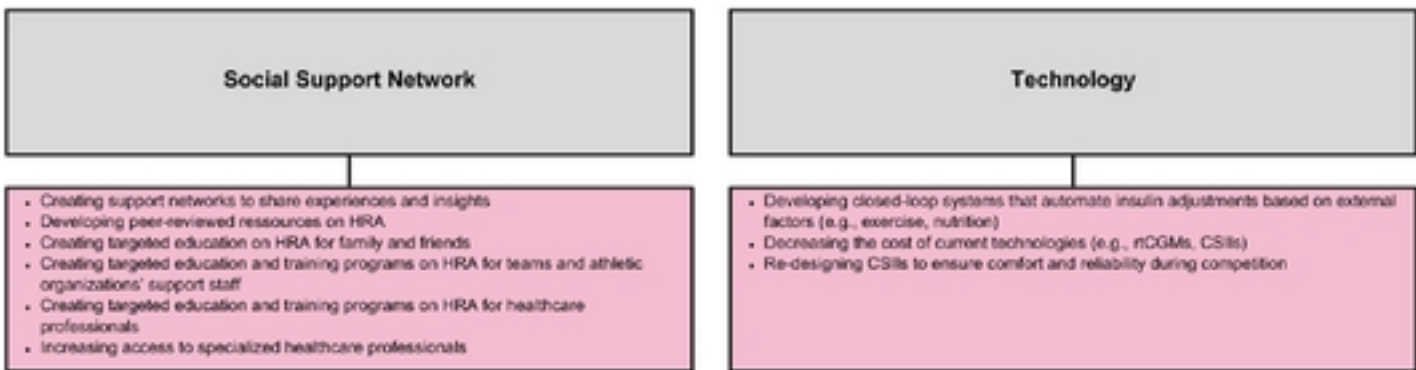 Social Support Network
• Creating support networks to share experiences and insights
• Developing peer-reviewed ressources on HRA
• Creating targeted education on HRA for family and friends
• Creating targeted education and training programs on HRA for teams and athletic
organizations' support staff
• Creating targeted education and training programs on HRA for healthcare
professionals
• Increasing access to specialized healthcare professionals
Technology
• Developing closed-loop systems that automate insulin adjustments based on external
factors (e.g., exercise, nutrition)
• Decreasing the cost of current technologies (e.g., rtCGMs, CSIIs)
• Re-designing CSIIs to ensure comfort and reliability during competition